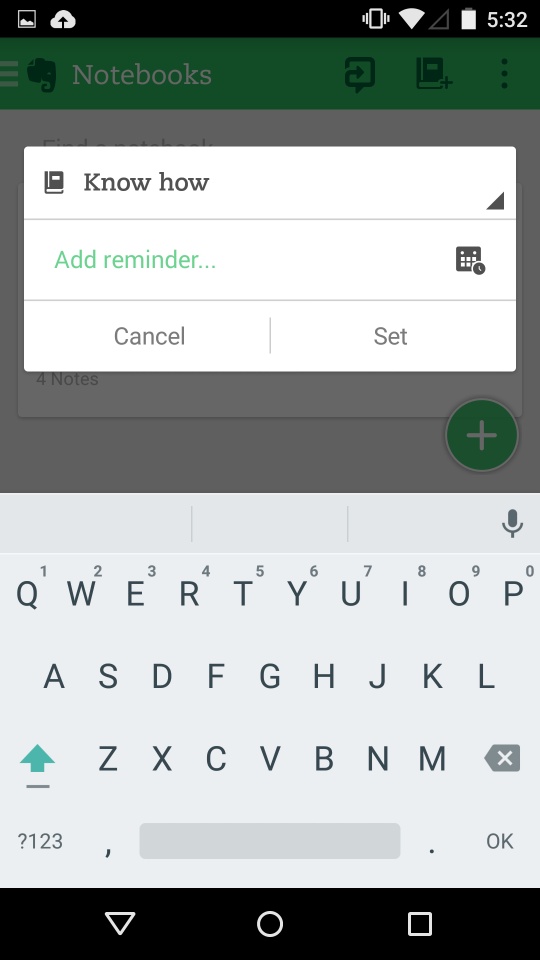 5:32
Notebooks
Find a notebook
Know how
Add reminder...
Cancel Set
4 Notes
1 2 3 4 5 6 7 8 9 0
Q W E R T Y U I O P
A S D F G H J K L
Z X C V B N M
?123 , . OK